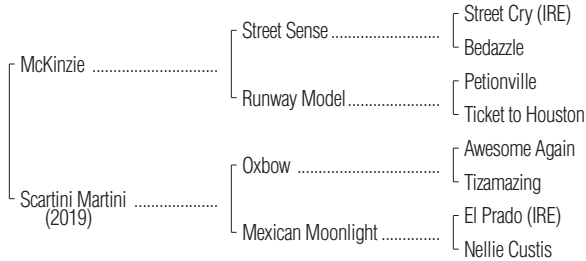 Street Cry (IRE)
Street Sense ..........................
Bedazzle
McKinzie ..............................
Petionville
Runway Model ...................
Ticket to Houston
Awesome Again
Oxbow ..................................
Tizamazing
Scartini Martini ....................
(2019)
El Prado (IRE)
Mexican Moonlight ..............
Nellie Custis